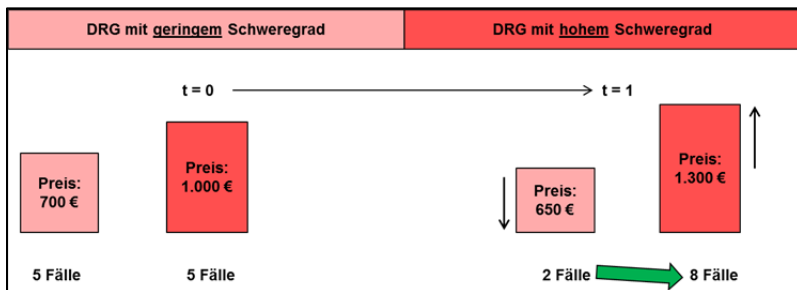 DRG mit geringem Schweregrad
DRG mit hohem Schweregrad
t = 0
t = 1
Preis:
700 €
Preis:
1.000 €
Preis:
650 €
Preis:
1.300 €
5 Fälle
5 Fälle
2 Fälle
8 Fälle